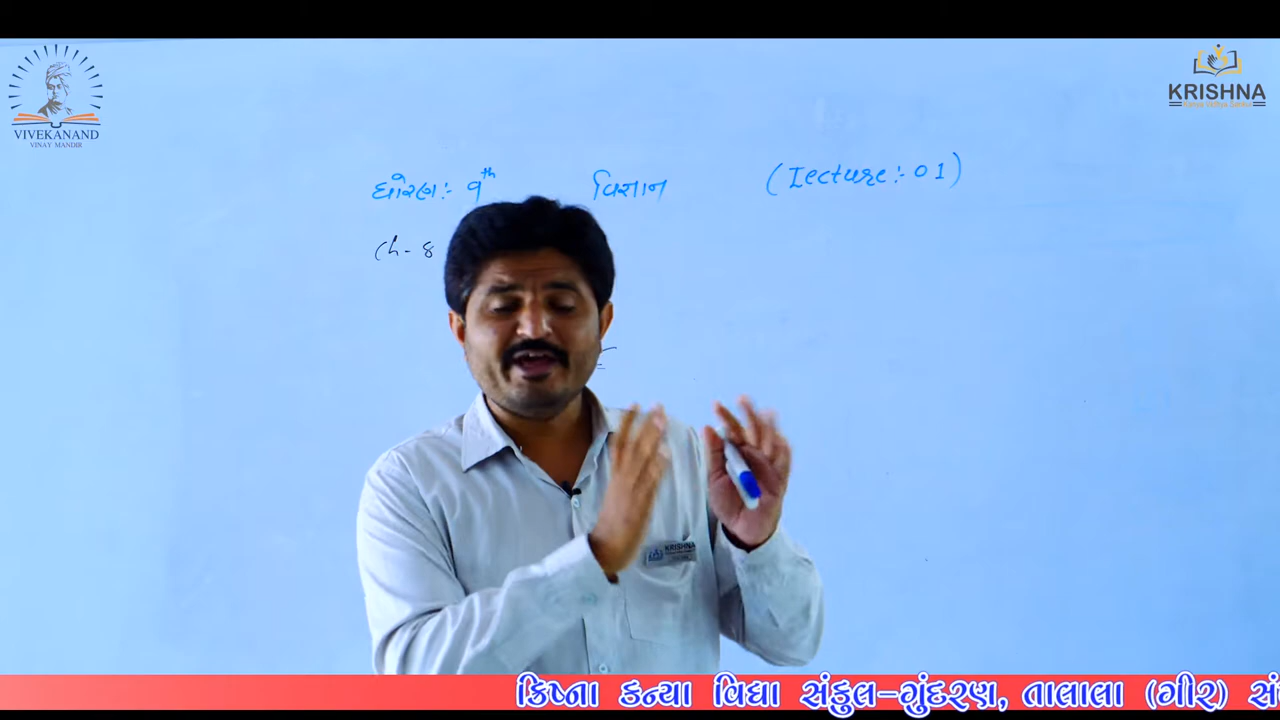 VIVEKANAND
VINAY MANDIR
KRISHNA
ધોરણ:- 9th વિજ્ઞાન (Lecture:- 01)
Ch- 8
KRISHNA
ક્રિષ્ના કન્યા વિદ્યા સંકુલ-ગુંદરણ, તાલાલા (ગીર) સં